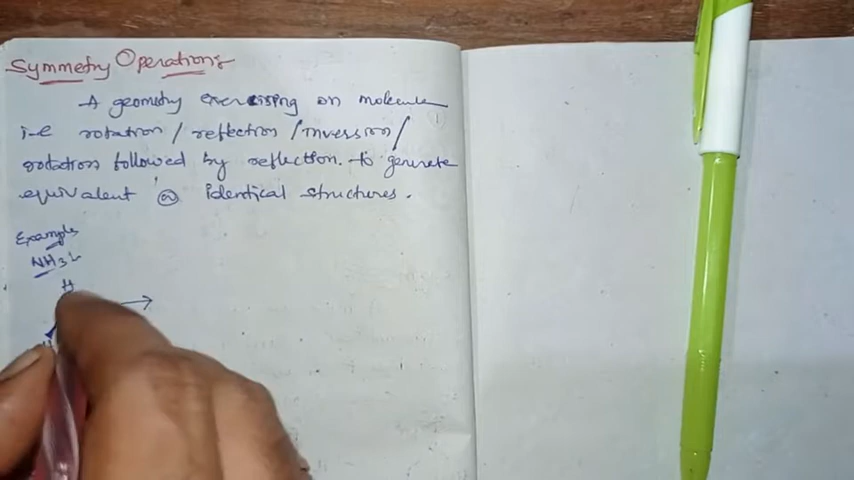 Symmetry Operations
A geometry exercising on molecule
i-e rotation / reflection / inversion /
rotation followed by reflection. to generate
equivalent or identical structures.
Example
NH3
H